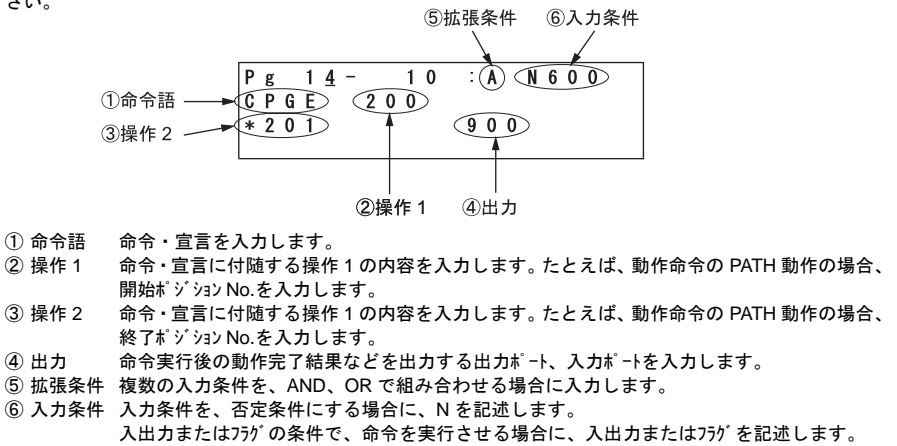 さい。
⑤拡張条件 ⑥入力条件
Pg 14- 10 :A N600
①命令語 CPGE 200
③操作 2 *201 900
②操作 1 ④出力
① 命令語 命令・宣言を入力します。
② 操作 1 命令・宣言に付随する操作 1 の内容を入力します。たとえば、動作命令の PATH 動作の場合、
開始ﾎﾟｼﾞｼｮﾝ No.を入力します。
③ 操作 2 命令・宣言に付随する操作 1 の内容を入力します。たとえば、動作命令の PATH 動作の場合、
終了ﾎﾟｼﾞｼｮﾝ No.を入力します。
④ 出力 命令実行後の動作完了結果などを出力する出力ﾎﾟｰﾄ、入力ﾎﾟｰﾄを入力します。
⑤ 拡張条件 複数の入力条件を、AND、OR で組み合わせる場合に入力します。
⑥ 入力条件 入力条件を、否定条件にする場合に、N を記述します。
入出力またはﾌﾗｸﾞの条件で、命令を実行させる場合に、入出力またはﾌﾗｸﾞを記述します。